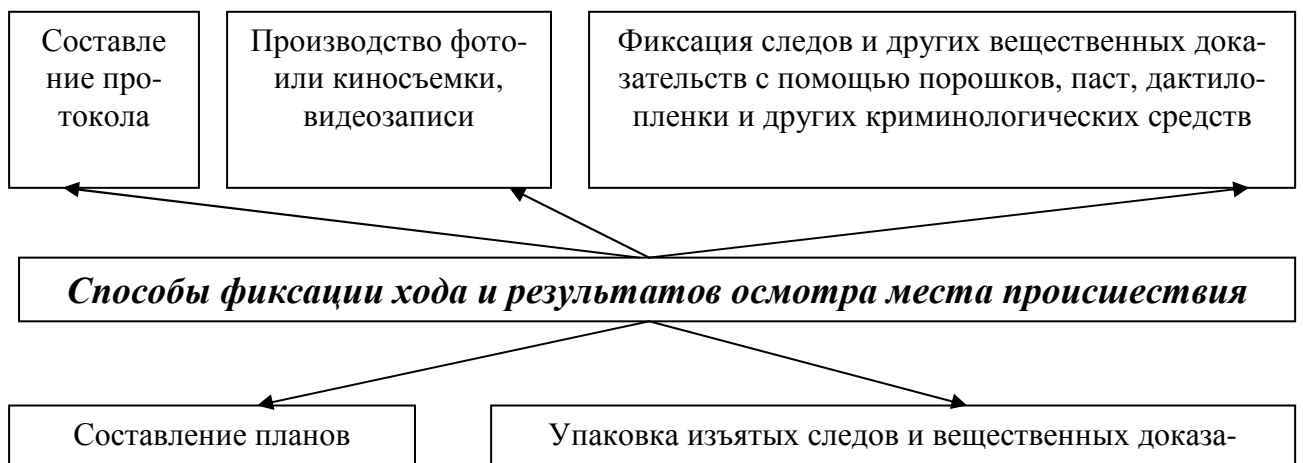 Составле
ние про-
токола
Производство фото-
или киносъемки,
видеозаписи
Фиксация следов и других вещественных дока-
зательств с помощью порошков, паст, дактило-
пленки и других криминологических средств
Способы фиксации хода и результатов осмотра места происшествия
Составление планов
Упаковка изъятых следов и вещественных доказа-